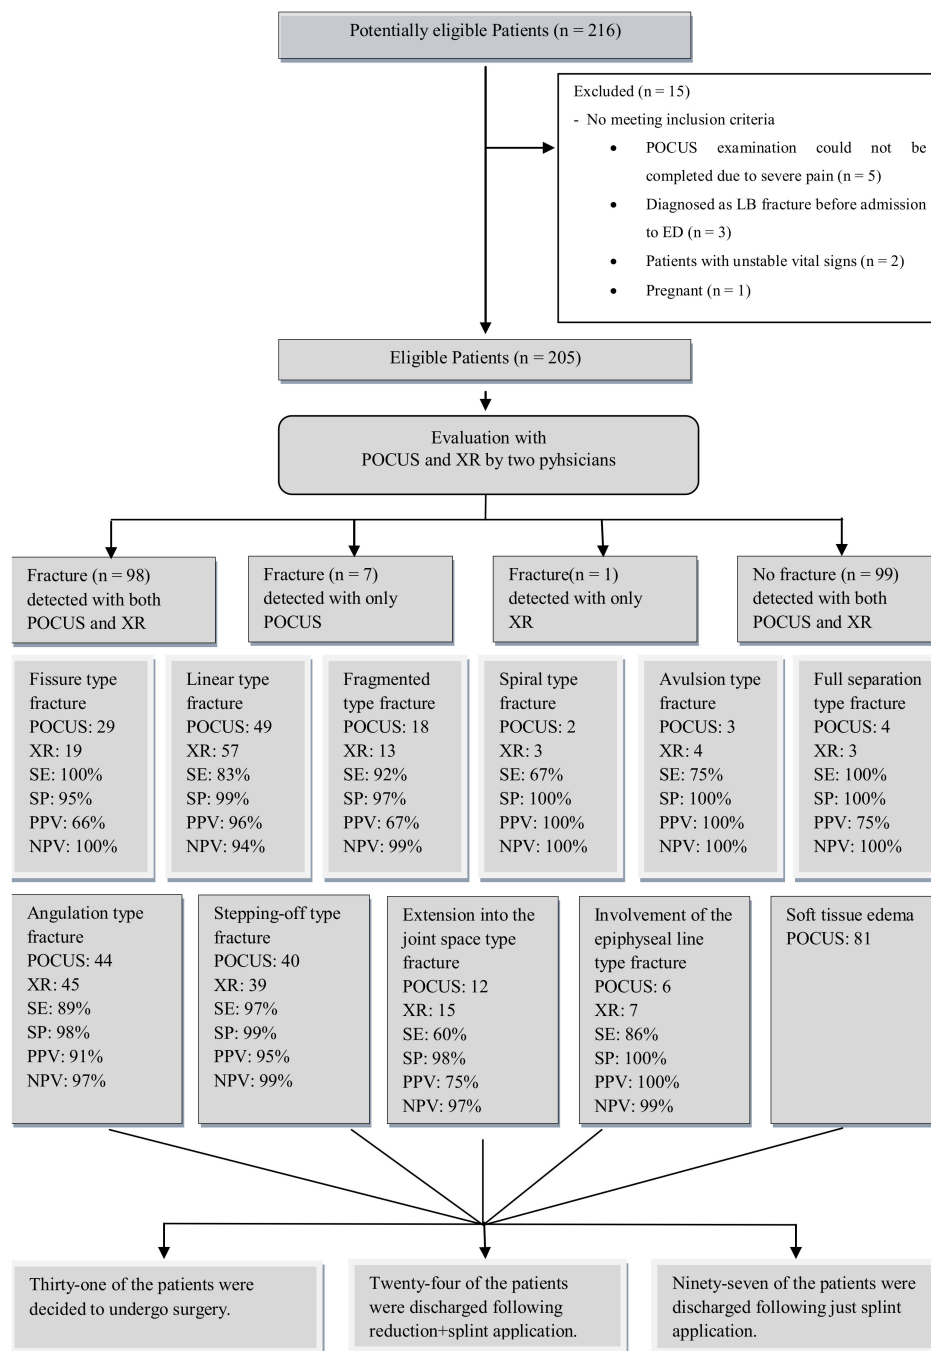 Potentially eligible Patients (n = 216)
Excluded (n = 15)
- No meeting inclusion criteria
• POCUS examination could not be
completed due to severe pain (n = 5)
• Diagnosed as LB fracture before admission
to ED (n = 3)
• Patients with unstable vital signs (n = 2)
• Pregnant (n = 1)
Eligible Patients (n = 205)
Evaluation with
POCUS and XR by two pyhsicians
Fracture (n = 98)
detected with both
POCUS and XR
Fracture (n = 7)
detected with only
POCUS
Fracture(n = 1)
detected with only
XR
No fracture (n = 99)
detected with both
POCUS and XR
Fissure type
fracture
POCUS: 29
XR: 19
SE: 100%
SP: 95%
PPV: 66%
NPV: 100%
Linear type
fracture
POCUS: 49
XR: 57
SE: 83%
SP: 99%
PPV: 96%
NPV: 94%
Fragmented
type fracture
POCUS: 18
XR: 13
SE: 92%
SP: 97%
PPV: 67%
NPV: 99%
Spiral type
fracture
POCUS: 2
XR: 3
SE: 67%
SP: 100%
PPV: 100%
NPV: 100%
Avulsion type
fracture
POCUS: 3
XR: 4
SE: 75%
SP: 100%
PPV: 100%
NPV: 100%
Full separation
type fracture
POCUS: 4
XR: 3
SE: 100%
SP: 100%
PPV: 75%
NPV: 100%
Angulation type
fracture
POCUS: 44
XR: 45
SE: 89%
SP: 98%
PPV: 91%
NPV: 97%
Stepping-off type
fracture
POCUS: 40
XR: 39
SE: 97%
SP: 99%
PPV: 95%
NPV: 99%
Extension into the
joint space type
fracture
POCUS: 12
XR: 15
SE: 60%
SP: 98%
PPV: 75%
NPV: 97%
Involvement of the
epiphyseal line
type fracture
POCUS: 6
XR: 7
SE: 86%
SP: 100%
PPV: 100%
NPV: 99%
Soft tissue edema
POCUS: 81
Thirty-one of the patients were
decided to undergo surgery.
Twenty-four of the patients
were discharged following
reduction+splint application.
Ninety-seven of the patients were
discharged following just splint
application.